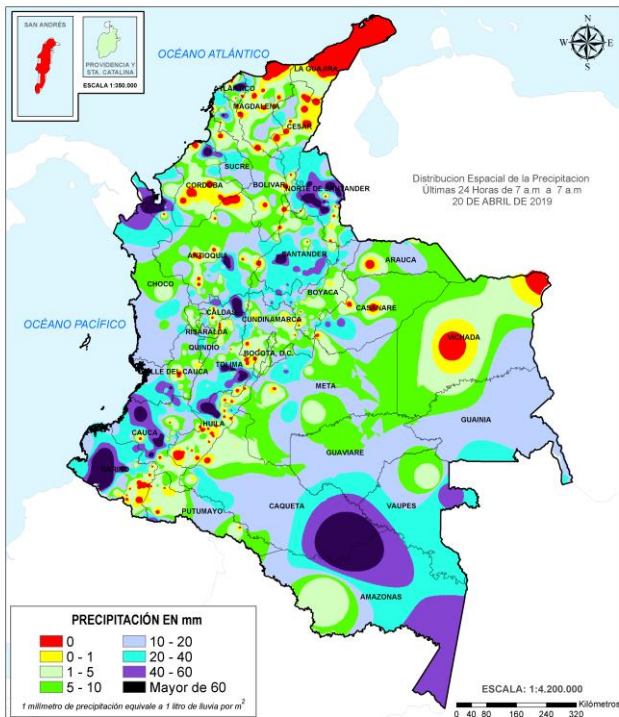 SAN ANDRÉS
PROVIDENCIA Y
STA. CATALINA
ESCALA 1:350.000
OCÉANO ATLÁNTICO
N
W E
S
LA GUAJIRA
ATLANTICO
MAGDALENA
CESAR
SUCRE
CORDOBA
BOLIVAR
NORTE DE SANTANDER
Distribucion Espacial de la Precipitacion
Últimas 24 Horas de 7 a.m a 7 a.m
20 DE ABRIL DE 2019
ANTIOQUIA
SANTANDER
ARAUCA
CHOCO
BOYACA
CASANARE
OCÉANO PACÍFICO
CALDAS
CUNDINAMARCA
RISARALDA
VICHADA
QUINDIO
BOGOTA, D.C.
TOLIMA
VALLE DEL CAUCA
META
GUAINIA
CAUCA
HUILA
GUAVIARE
NARIÑO
CAQUETA
VAUPES
PUTUMAYO
AMAZONAS
PRECIPITACIÓN EN mm
0 10 - 20
0 - 1 20 - 40
1 - 5 40 - 60
5 - 10 Mayor de 60
1 milimetro de precipitación equivale a 1 litro de lluvia por m²
ESCALA: 1:4.200.000
Kilómetros
0 40 80 160 240 320